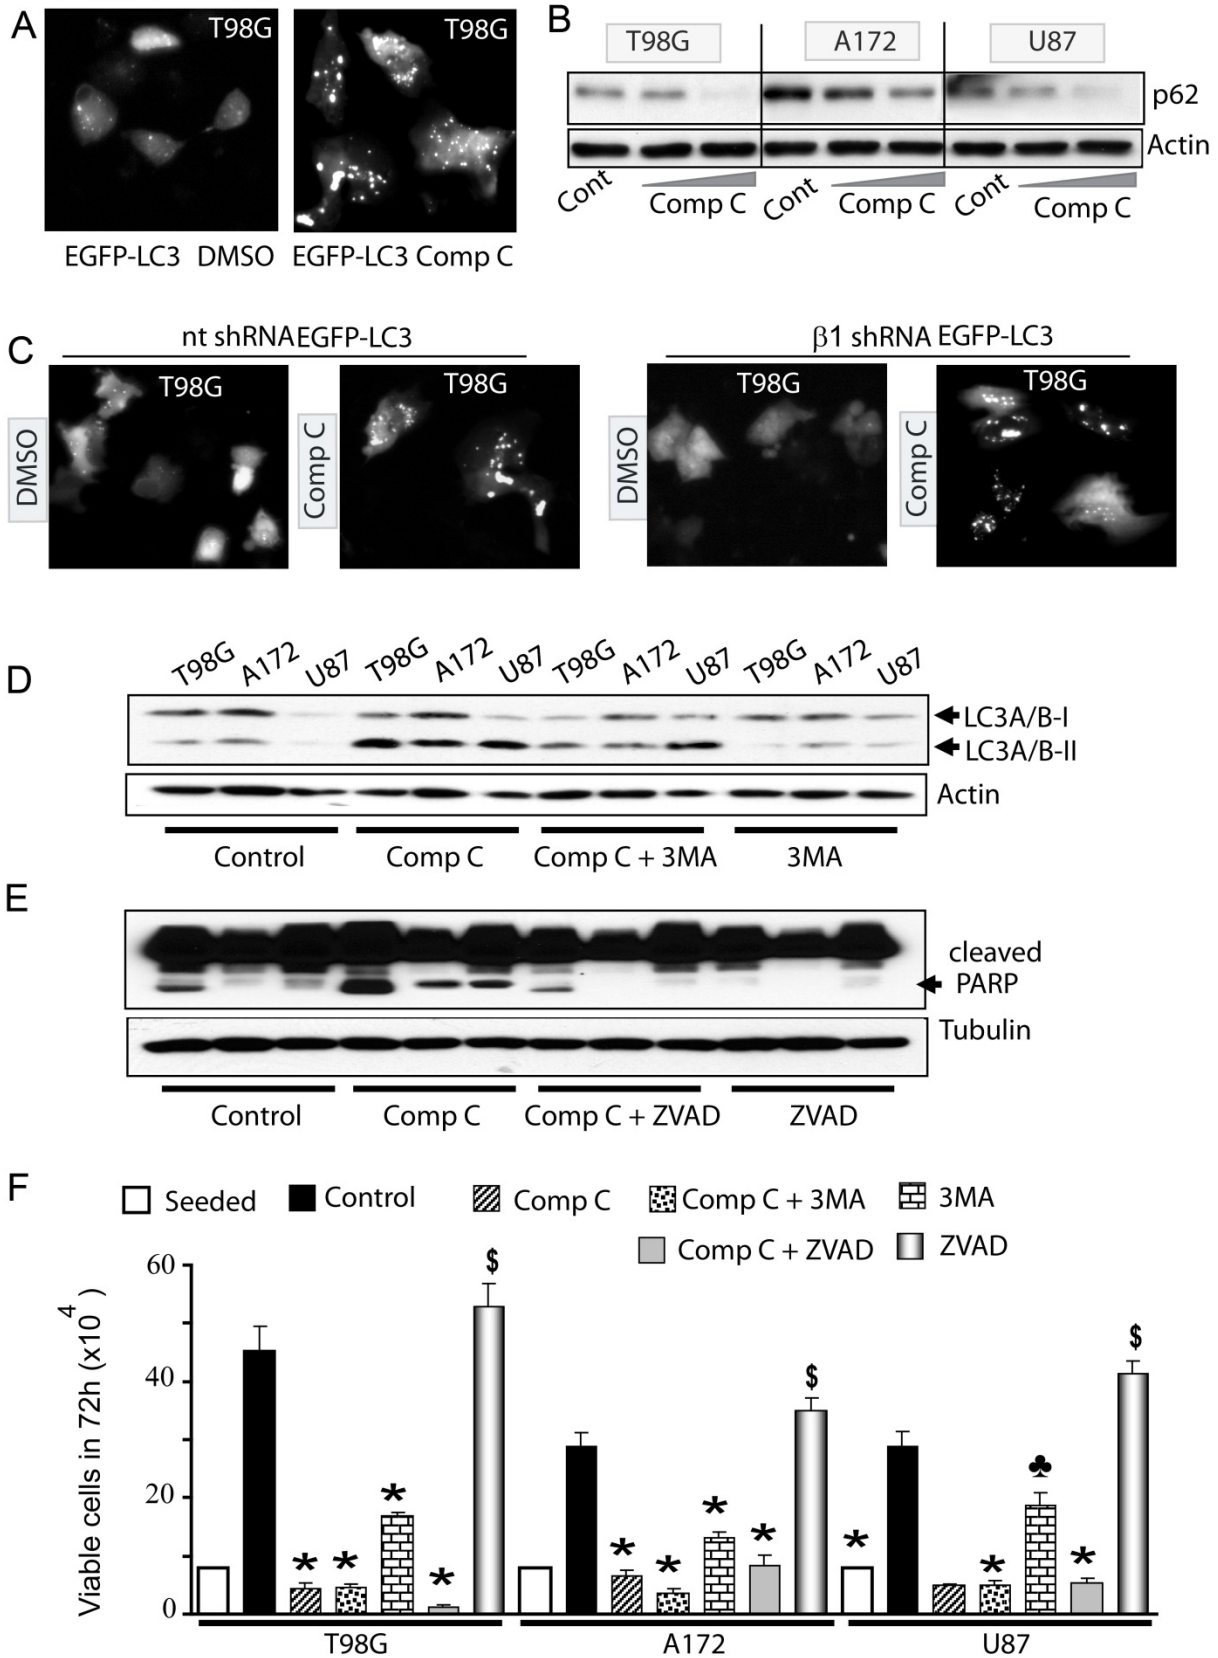 A
T98G
T98G
EGFP-LC3 DMSO
EGFP-LC3 Comp C
B
T98G
A172
U87
p62
Actin
Cont
Comp C
Cont
Comp C
Cont
Comp C
C
nt shRNA EGFP-LC3
β1 shRNA EGFP-LC3
DMSO
T98G
Comp C
T98G
DMSO
T98G
Comp C
T98G
D
T98G A172 U87 T98G A172 U87 T98G A172 U87 T98G A172 U87
LC3A/B-I
LC3A/B-II
Actin
Control Comp C Comp C + 3MA 3MA
E
cleaved
PARP
Tubulin
Control Comp C Comp C + ZVAD ZVAD
F
Seeded Control Comp C Comp C + 3MA 3MA
Comp C + ZVAD ZVAD
Viable cells in 72h (x10⁴)
60
40
20
0
$
*
*
*
*
*
*
*
*
$
*
*
♣
*
$
T98G A172 U87